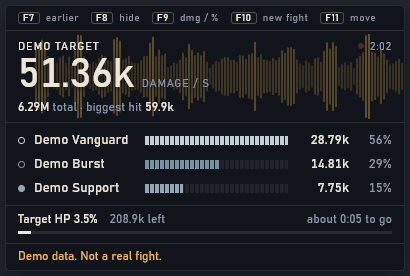 F7 earlier F8 hide F9 dmg / % F10 new fight F11 move
DEMO TARGET 2:02
51.36k DAMAGE / S
6.29M total · biggest hit 59.9k
Demo Vanguard 28.79k 56%
Demo Burst 14.81k 29%
Demo Support 7.75k 15%
Target HP 3.5% 208.9k left about 0:05 to go
Demo data. Not a real fight.